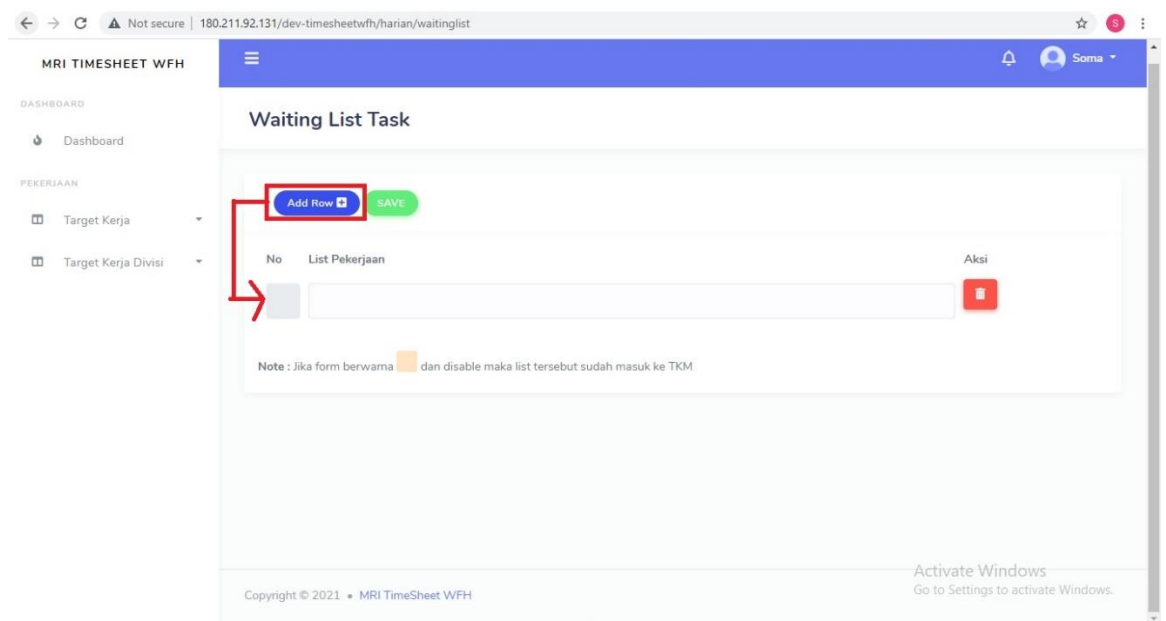 Not secure | 180.211.92.131/dev-timesheetwfh/harian/waitinglist
S
MRI TIMESHEET WFH
Soma
DASHBOARD
Waiting List Task
Dashboard
PEKERJAAN
Add Row
SAVE
Target Kerja
Target Kerja Divisi
No List Pekerjaan Aksi
Note : Jika form berwarna dan disable maka list tersebut sudah masuk ke TKM
Activate Windows
Go to Settings to activate Windows.
Copyright © 2021 • MRI TimeSheet WFH